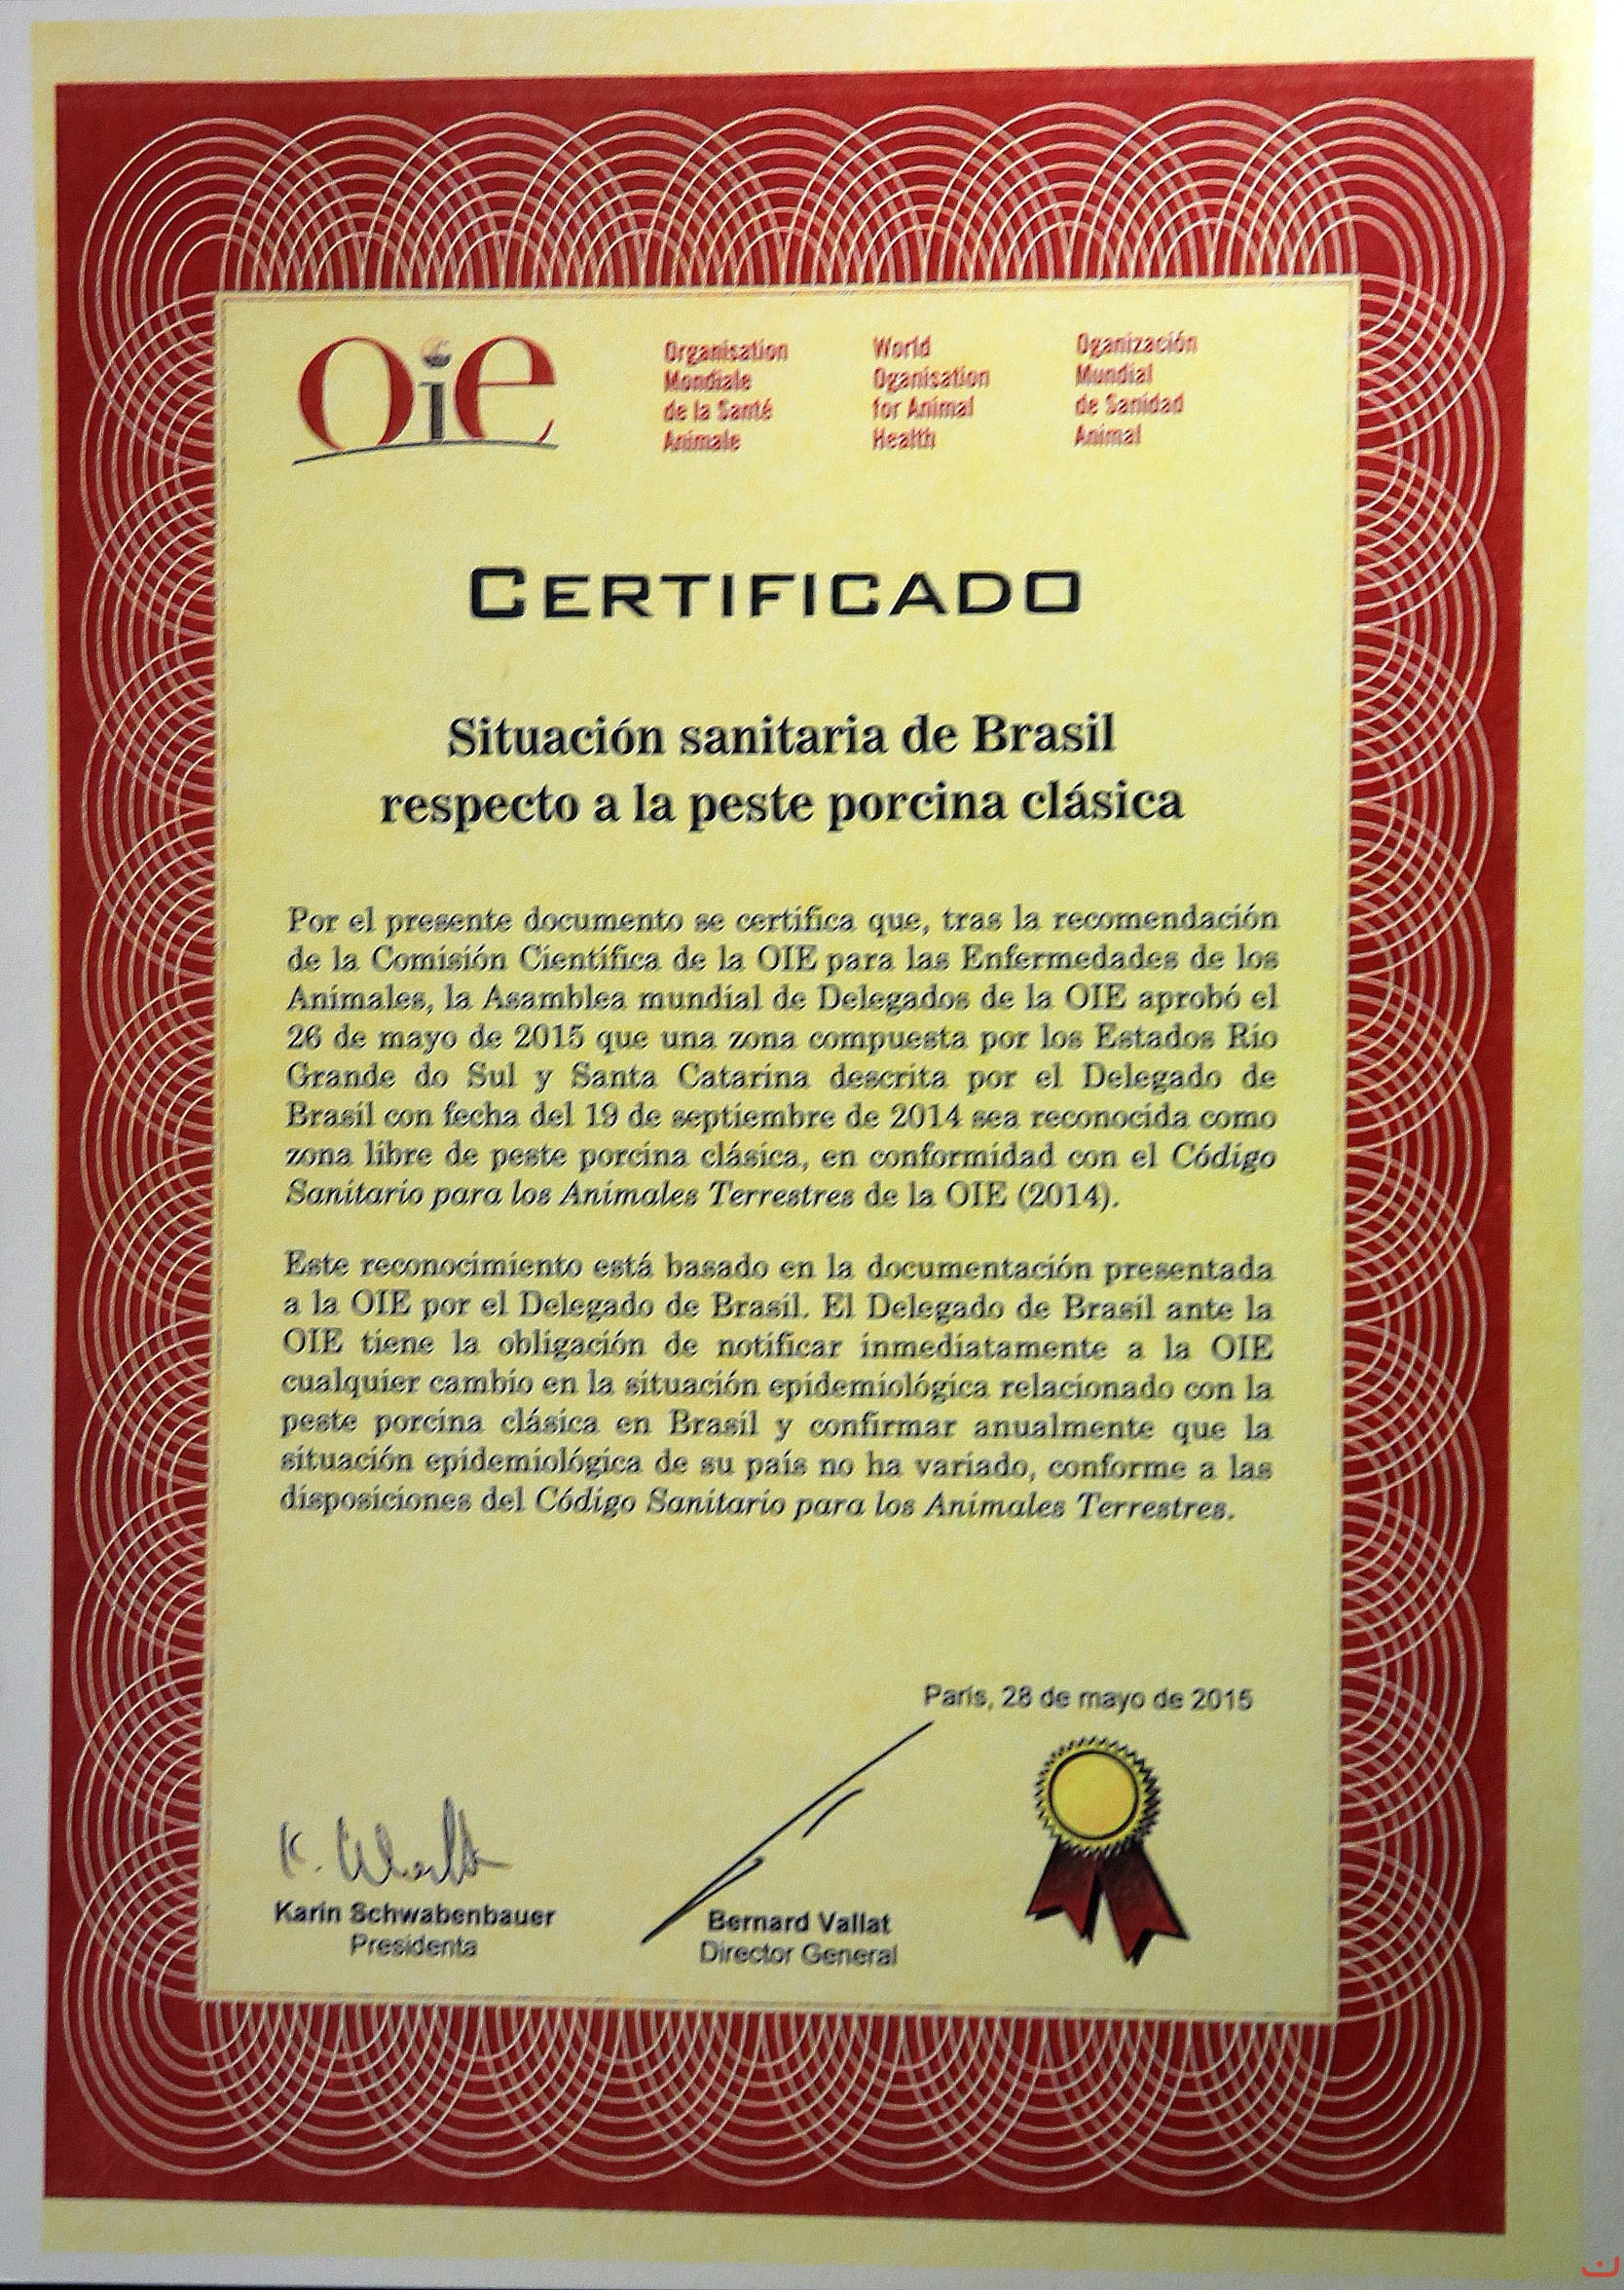 oie
Organisation
Mondiale
de la Santé
Animale
World
Oganisation
for Animal
Health
Oganización
Mundial
de Sanidad
Animal
CERTIFICADO
Situación sanitaria de Brasil
respecto a la peste porcina clásica
Por el presente documento se certifica que, tras la recomendación
de la Comisión Científica de la OIE para las Enfermedades de los
Animales, la Asamblea mundial de Delegados de la OIE aprobó el
26 de mayo de 2015 que una zona compuesta por los Estados Rio
Grande do Sul y Santa Catarina descrita por el Delegado de
Brasil con fecha del 19 de septiembre de 2014 sea reconocida como
zona libre de peste porcina clásica, en conformidad con el Código
Sanitario para los Animales Terrestres de la OIE (2014).
Este reconocimiento está basado en la documentación presentada
a la OIE por el Delegado de Brasil. El Delegado de Brasil ante la
OIE tiene la obligación de notificar inmediatamente a la OIE
cualquier cambio en la situación epidemiológica relacionado con la
peste porcina clásica en Brasil y confirmar anualmente que la
situación epidemiológica de su país no ha variado, conforme a las
disposiciones del Código Sanitario para los Animales Terrestres.
París, 28 de mayo de 2015
Karin Schwabenbauer
Presidenta
Bernard Vallat
Director General